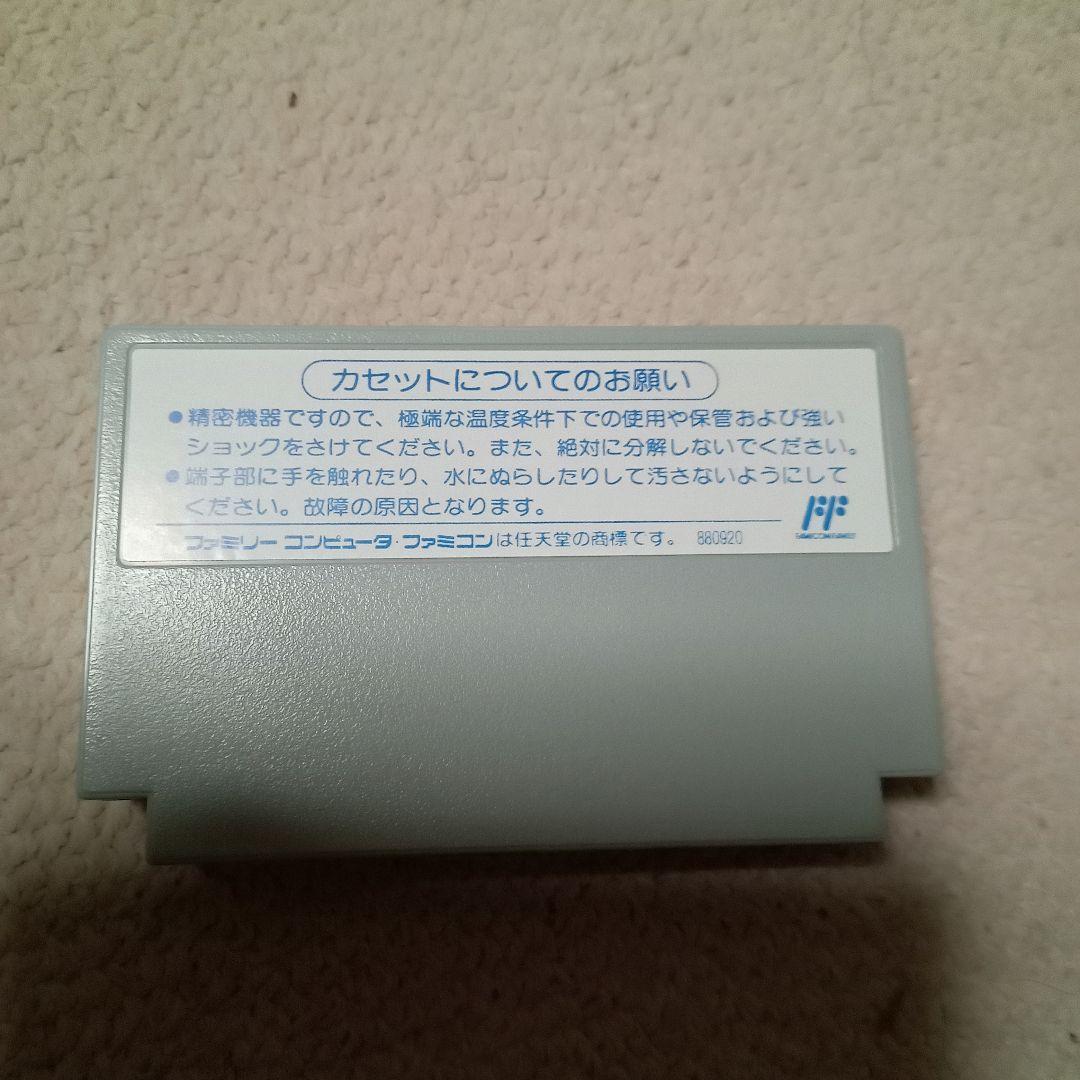 カセットについてのお願い
●精密機器ですので、極端な温度条件下での使用や保管および強い
ショックをさけてください。また、絶対に分解しないでください。
●端子部に手を触れたり、水にぬらしたりして汚さないようにして
ください。故障の原因となります。
ファミリーコンピュータ・ファミコンは任天堂の商標です。 880920
FF
FAMICOM FAMILY